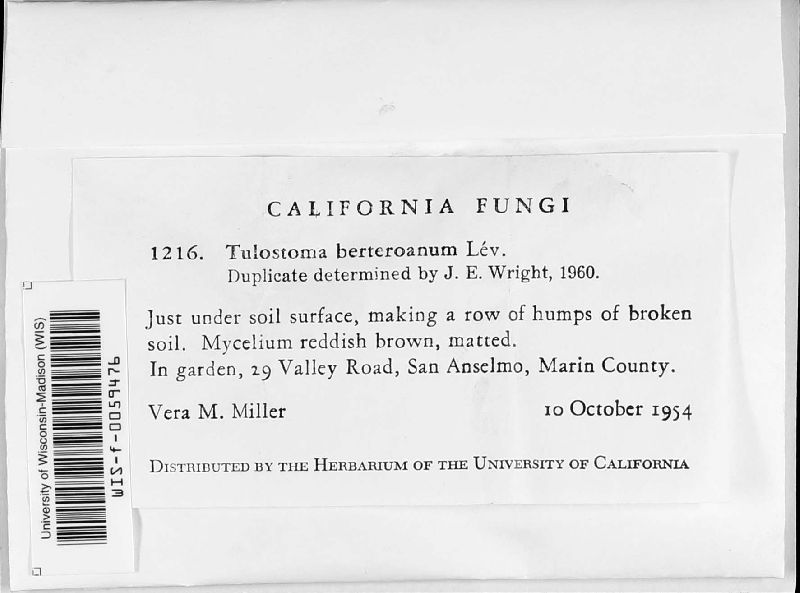 CALIFORNIA FUNGI
1216. Tulostoma berteroanum Lév.
Duplicate determined by J. E. Wright, 1960.
Just under soil surface, making a row of humps of broken
soil. Mycelium reddish brown, matted.
In garden, 29 Valley Road, San Anselmo, Marin County.
Vera M. Miller 10 October 1954
DISTRIBUTED BY THE HERBARIUM OF THE UNIVERSITY OF CALIFORNIA
University of Wisconsin-Madison (WIS)
WIS-f-0059476